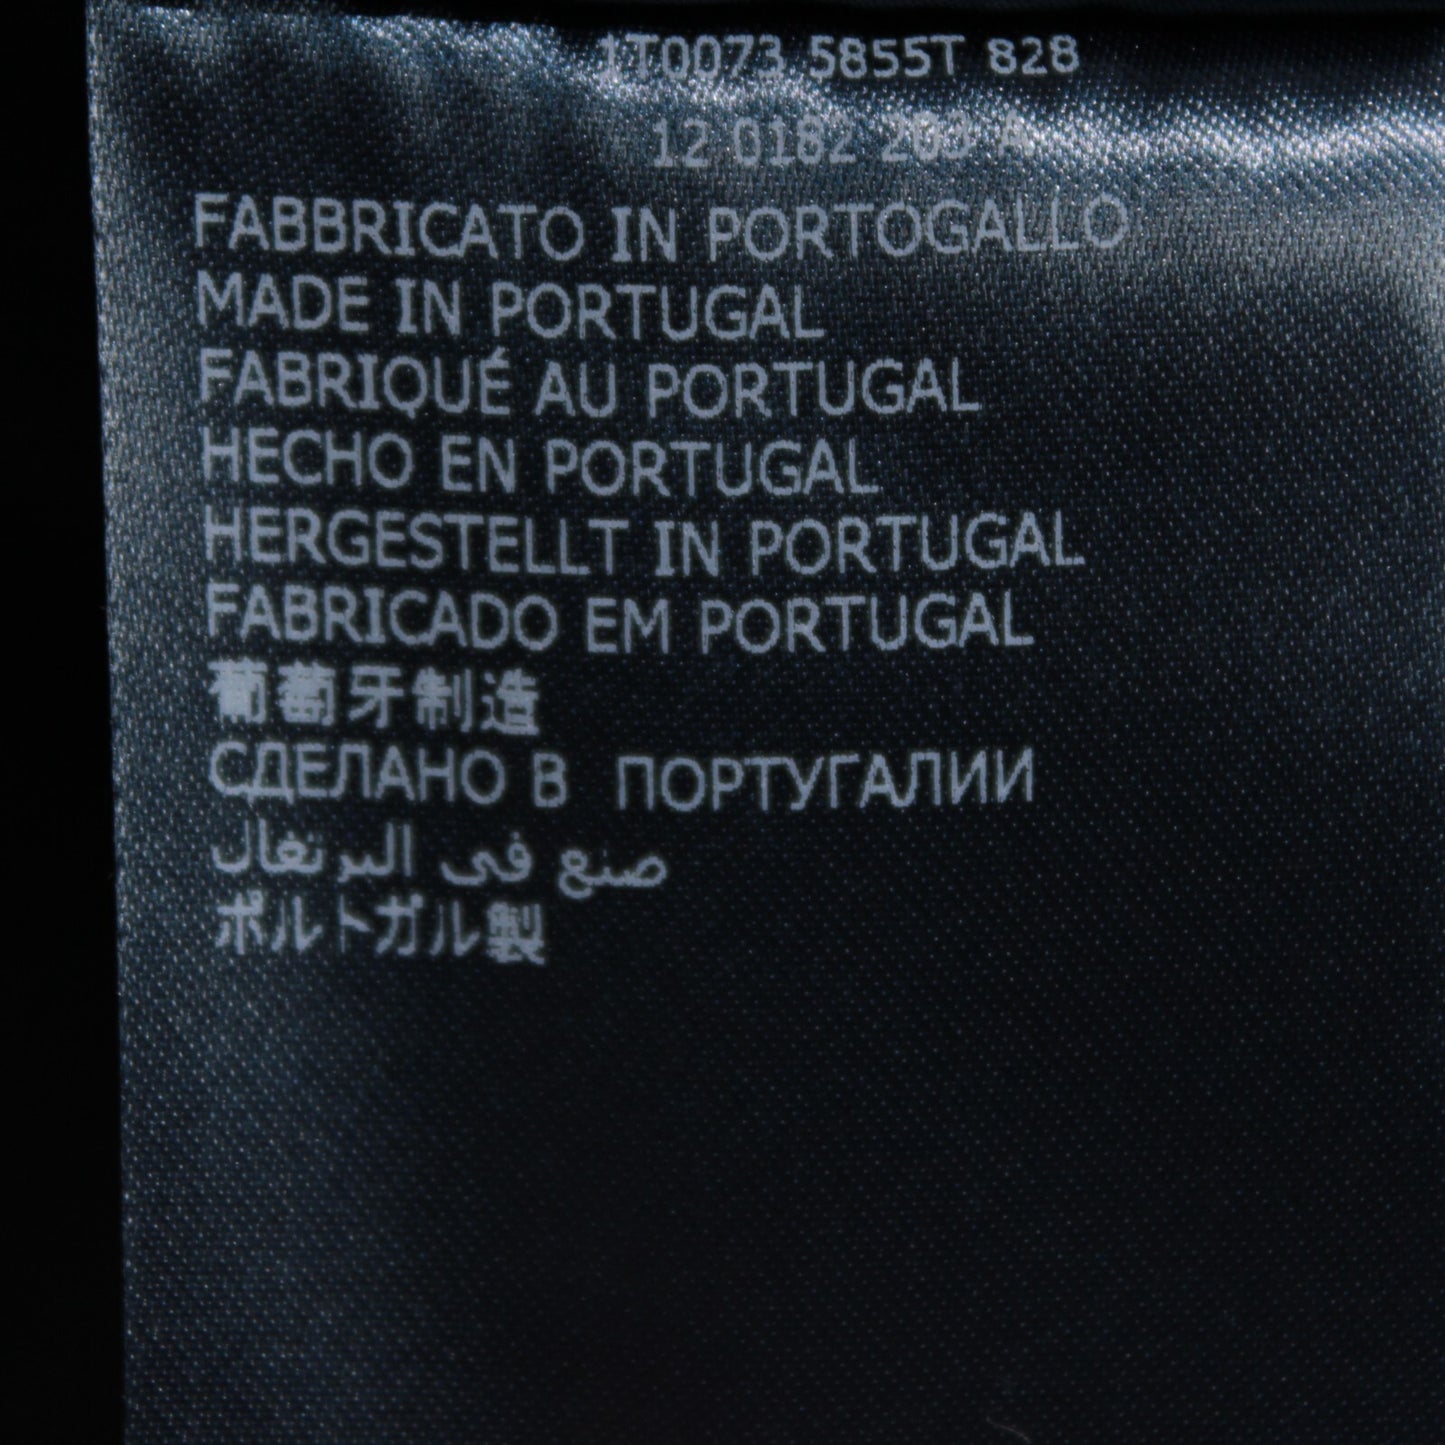 1T0073 5855T 828
12 0182 203
FABBRICATO IN PORTOGALLO
MADE IN PORTUGAL
FABRIQUÉ AU PORTUGAL
HECHO EN PORTUGAL
HERGESTELLT IN PORTUGAL
FABRICADO EM PORTUGAL
葡萄牙制造
СДЕЛАНО В ПОРТУГАЛИИ
صنع فى البرتغال
ポルトガル製